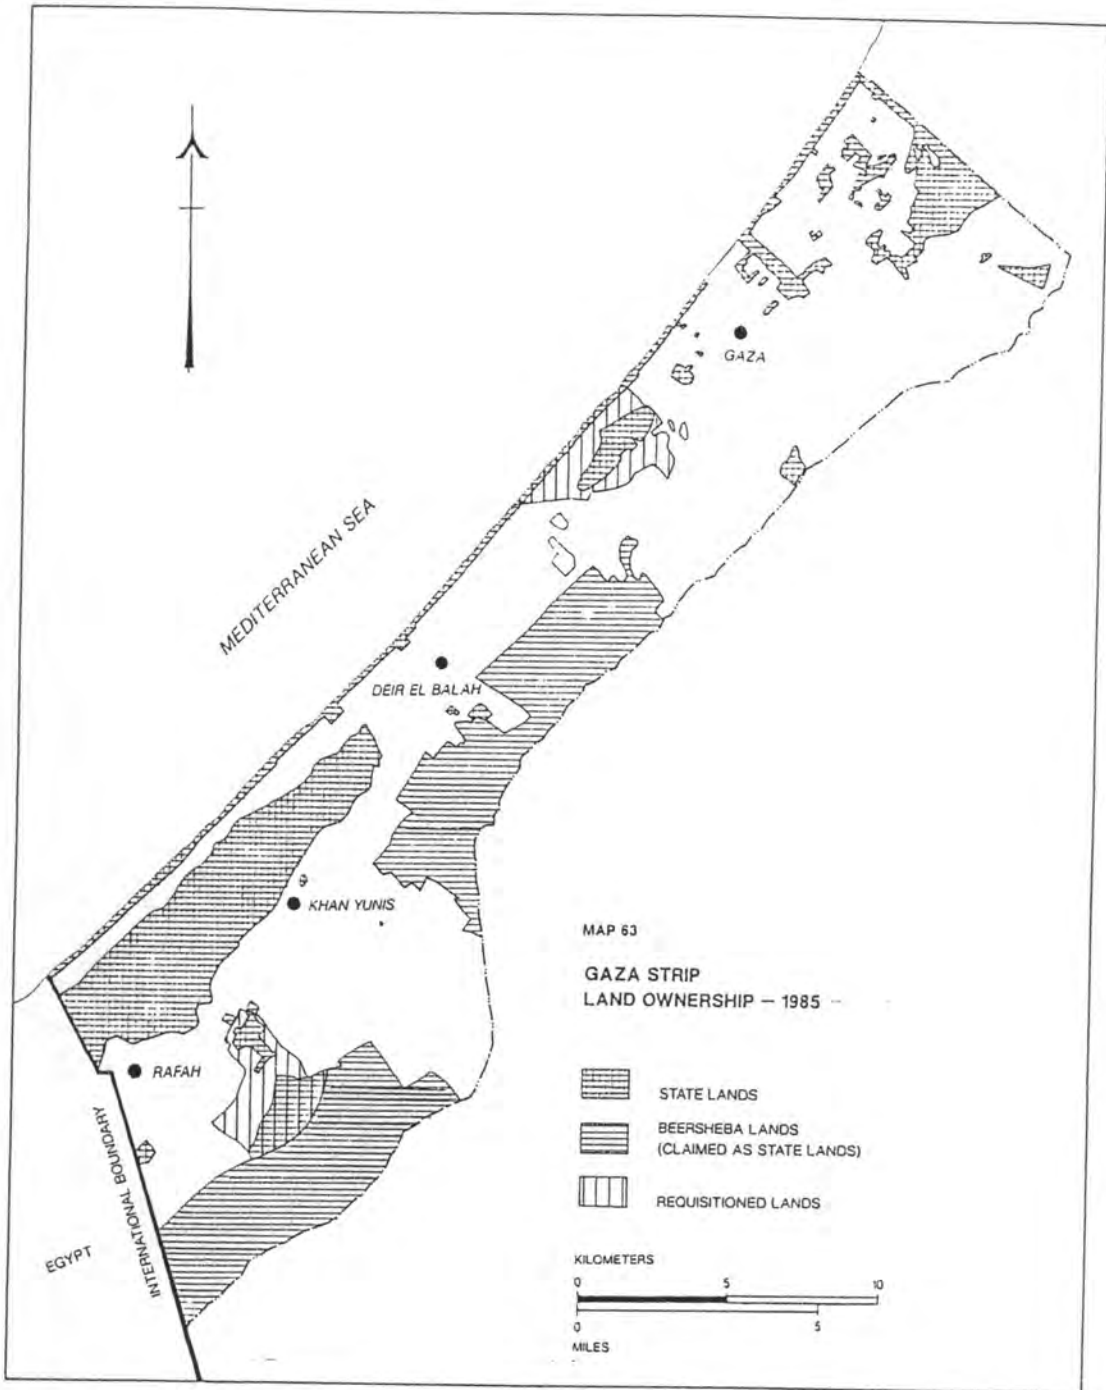 GAZA
MEDITERRANEAN SEA
DEIR EL BALAH
KHAN YUNIS
RAFAH
INTERNATIONAL BOUNDARY
EGYPT
MAP 63
GAZA STRIP
LAND OWNERSHIP – 1985
STATE LANDS
BEERSHEBA LANDS
(CLAIMED AS STATE LANDS)
REQUISITIONED LANDS
KILOMETERS
0 5 10
0 5
MILES